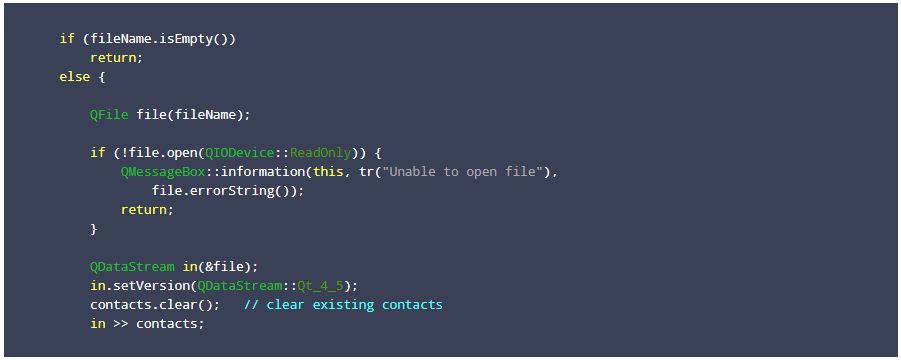 if (fileName.isEmpty())
    return;
else {
    QFile file(fileName);
    if (!file.open(QIODevice::ReadOnly)) {
        QMessageBox::information(this, tr("Unable to open file"),
            file.errorString());
        return;
    }
    QDataStream in(&file);
    in.setVersion(QDataStream::Qt_4_5);
    contacts.clear();   // clear existing contacts
    in >> contacts;